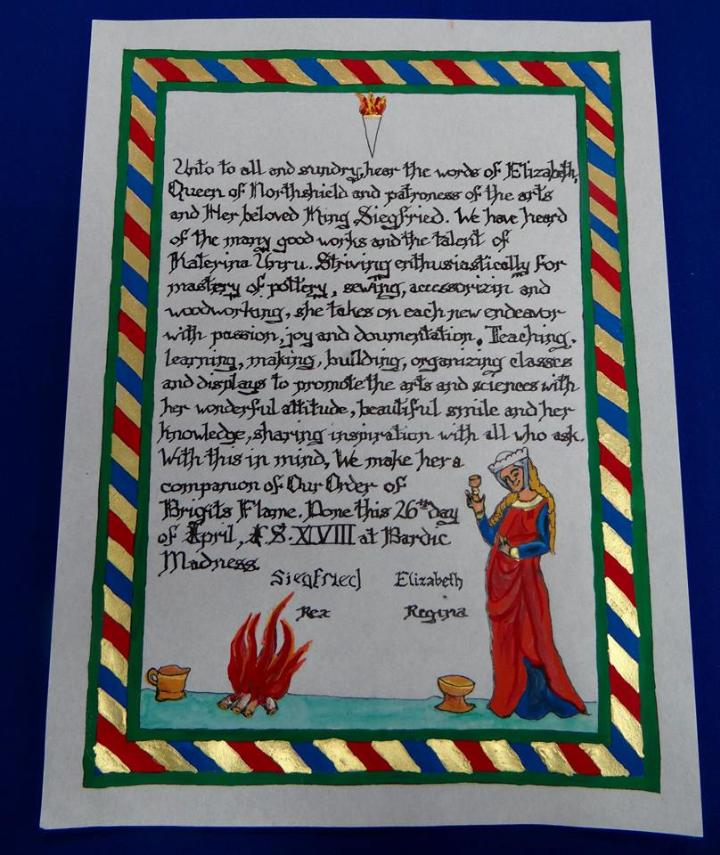 Unto to all and sundry, hear the words of Elizabeth,
Queen of Northshield and patroness of the arts
and Her beloved King Siegfried. We have heard
of the many good works and the talent of
Katerina Unru. Striving enthusiastically for
mastery of pottery, sewing, accessorizin and
woodworking, she takes on each new endeavor
with passion, joy and doumentation. Teaching,
learning, making, building, organizing classes
and displays to promote the arts and sciences with
her wonderful attitude, beautiful smile and her
knowledge, sharing inspiration with all who ask.
With this in mind, We make her a
companion of Our Order of
Brigits Flame. Done this 26th day
of April, A.S. XLVIII at Bardic
Madness.
Siegfried Elizabeth
Rex Regina